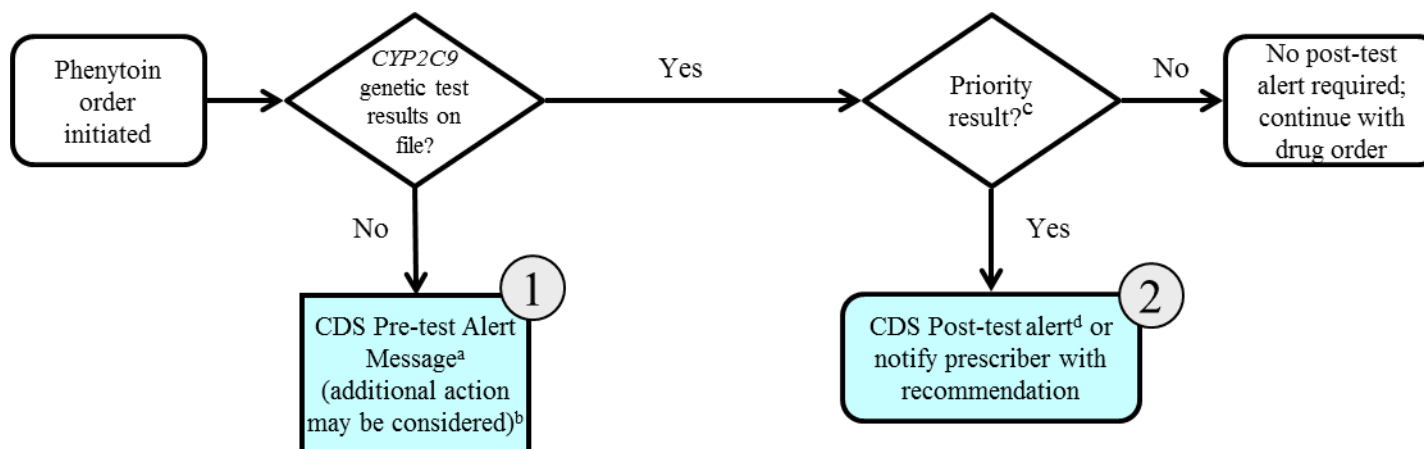 Phenytoin
order
initiated
CYP2C9
genetic test
results on
file?
Yes
Priority
result?c
No
No post-test
alert required;
continue with
drug order
No
Yes
1
CDS Pre-test Alert
Messageᵃ
(additional action
may be considered)ᵇ
2
CDS Post-test alertᵈ or
notify prescriber with
recommendation